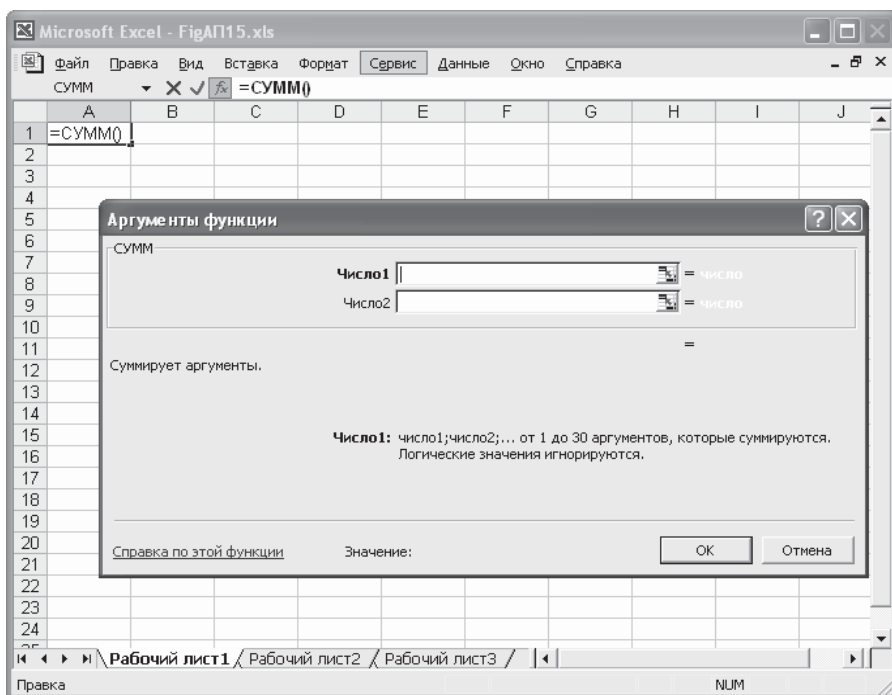 Microsoft Excel - FigАП15.xls
Файл Правка Вид Вставка Формат Сервис Данные Окно Справка
СУММ =СУММ()
A B C D E F G H I J
1 =СУММ()
2
3
4
5 Аргументы функции
6 СУММ
7
8 Число1 = число
9 Число2 = число
10
11 =
12 Суммирует аргументы.
13
14
15 Число1: число1;число2;... от 1 до 30 аргументов, которые суммируются.
16 Логические значения игнорируются.
17
18
19
20 Справка по этой функции Значение: ОК Отмена
21
22
23
24
25
Рабочий лист1 Рабочий лист2 Рабочий лист3
Правка NUM